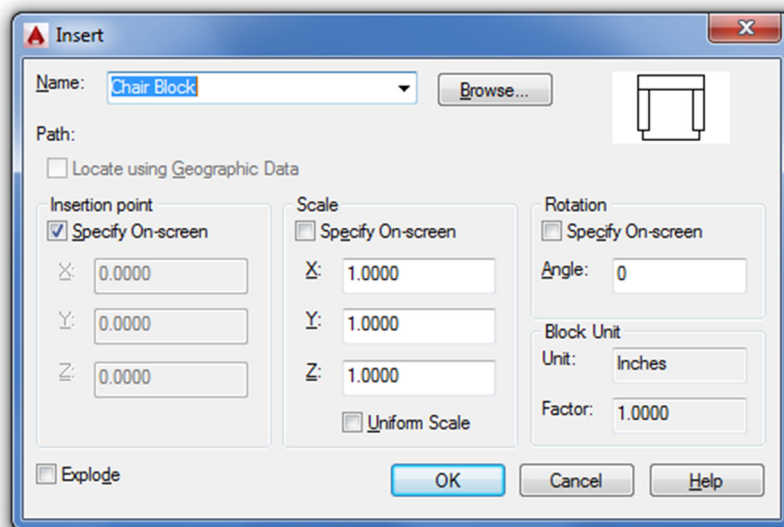 Insert
Name: Chair Block Browse...
Path:
Locate using Geographic Data
Insertion point
Specify On-screen
X: 0.0000
Y: 0.0000
Z: 0.0000
Scale
Specify On-screen
X: 1.0000
Y: 1.0000
Z: 1.0000
Uniform Scale
Rotation
Specify On-screen
Angle: 0
Block Unit
Unit: Inches
Factor: 1.0000
Explode
OK Cancel Help